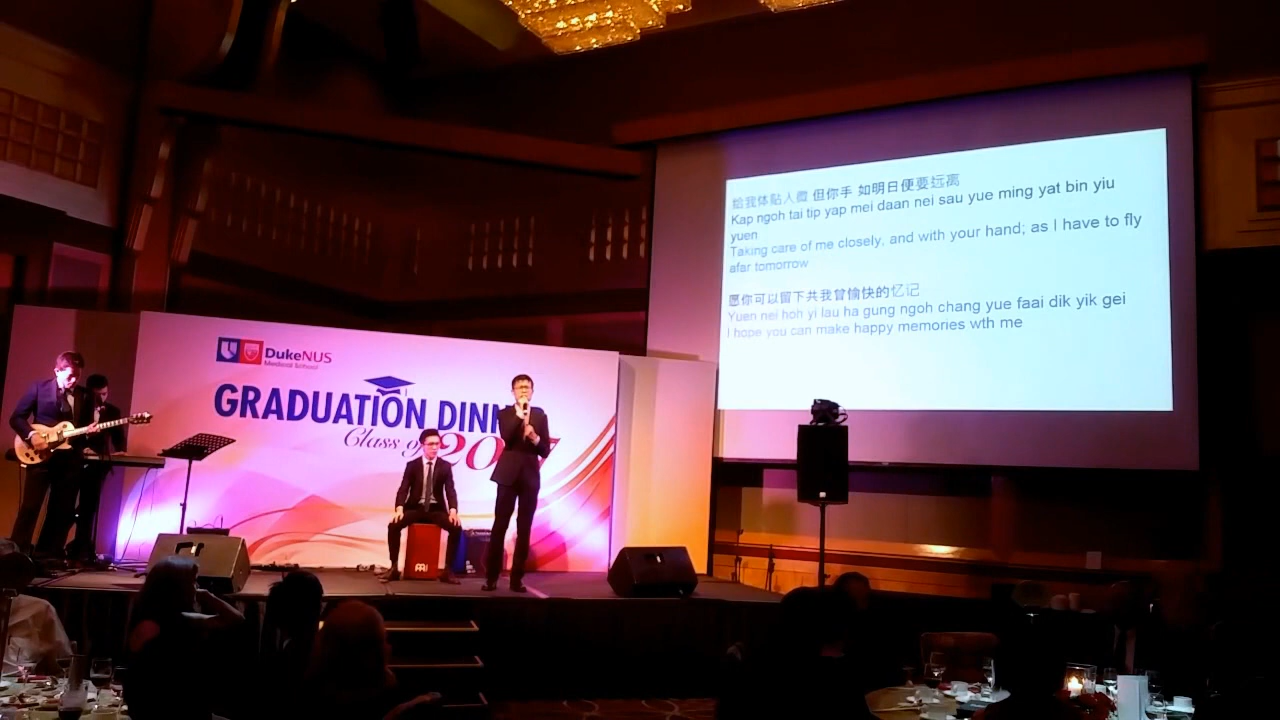 给我体贴入微 但你手 如明日便要远离
Kap ngoh tai tip yap mei daan nei sau yue ming yat bin yiu
yuen
Taking care of me closely, and with your hand; as I have to fly
afar tomorrow
愿你可以留下共我曾愉快的忆记
Yuen nei hoh yi lau ha gung ngoh chang yue faai dik yik gei
I hope you can make happy memories wth me
DukeNUS
Medical School
GRADUATION DINN
Class of 20